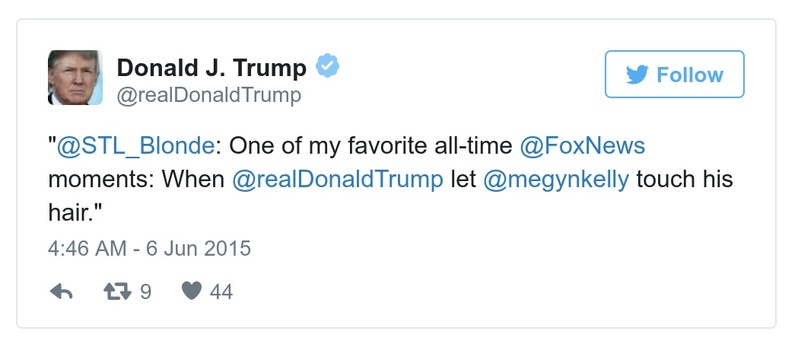 Donald J. Trump
@realDonaldTrump
Follow
"@STL_Blonde: One of my favorite all-time @FoxNews
moments: When @realDonaldTrump let @megynkelly touch his
hair."
4:46 AM - 6 Jun 2015
9 44